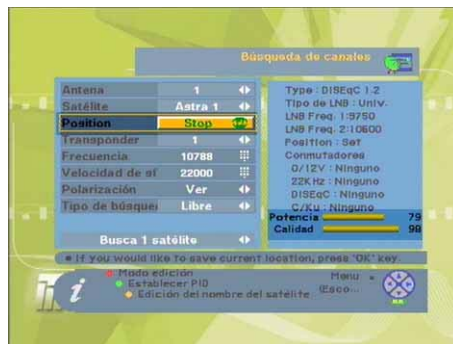 Búsqueda de canales
Antena 1
Satélite Astra 1
Position Stop
Transponder 1
Frecuencia 10788
Velocidad de sí 22000
Polarización Ver
Tipo de búsque Libre
Busca 1 satélite
Type : DISEqC 1.2
Tipo de LNB : Univ.
LNB Freq. 1:9750
LNB Freq. 2:10600
Position : Set
Conmutadores
0/12V : Ninguno
22KHz : Ninguno
DISEqC : Ninguno
C/Ku : Ninguno
Potencia 79
Calidad 98
If you would like to save current location, press 'OK' key
Modo edición
Establecer PID
Edición del nombre del satélite
Menu
(Esco...